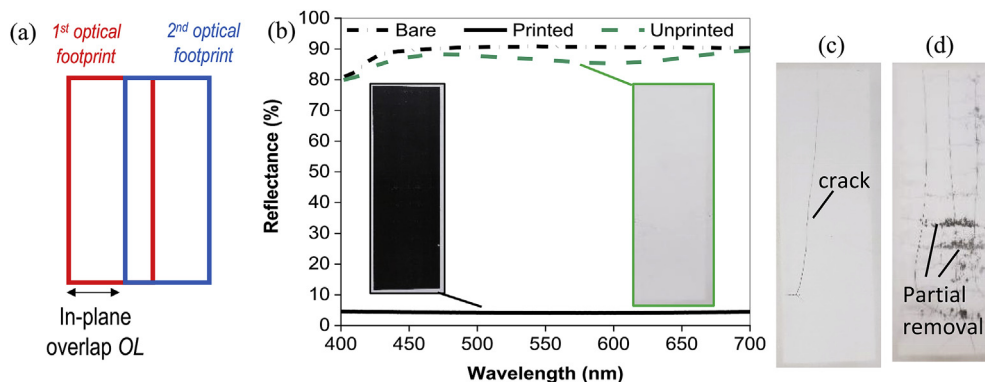 (a)
1st optical
footprint
2nd optical
footprint
In-plane
overlap OL
(b)
Bare
Printed
Unprinted
Reflectance (%)
100
90
80
70
60
50
40
30
20
10
0
400
450
500
550
600
650
700
Wavelength (nm)
(c)
crack
(d)
Partial
removal